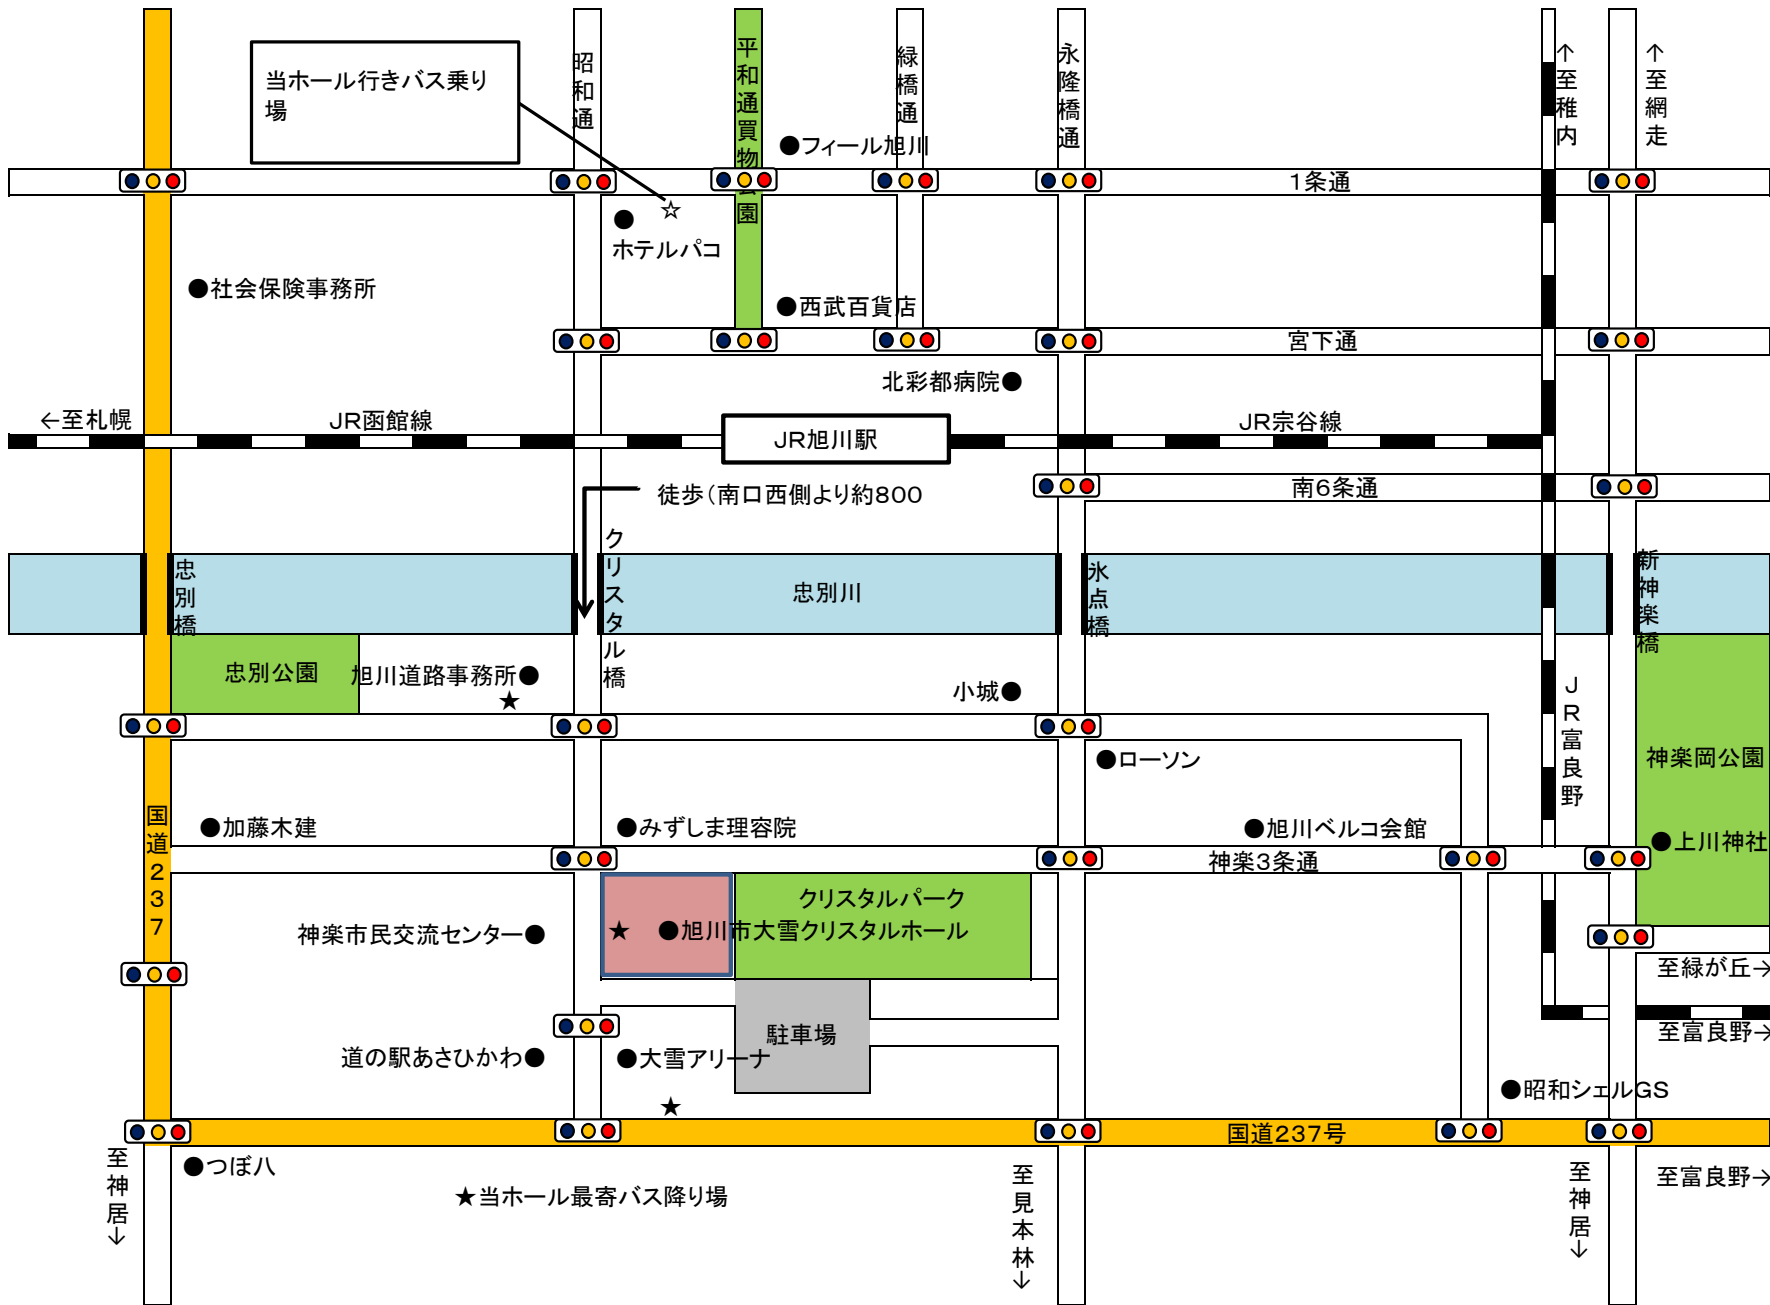 当ホール行きバス乗り
場
昭和通
平和通買物公園
緑橋通
永隆橋通
↑至稚内
↑至網走
●フィール旭川
1条通
☆
●
ホテルパコ
●社会保険事務所
●西武百貨店
宮下通
北彩都病院●
←至札幌
JR函館線
JR旭川駅
JR宗谷線
徒歩(南口西側より約800
南6条通
忠別橋
クリスタル橋
忠別川
氷点橋
新神楽橋
忠別公園
旭川道路事務所●
★
小城●
JR富良野
●ローソン
神楽岡公園
国道237
●加藤木建
●みずしま理容院
●旭川ベルコ会館
●上川神社
神楽3条通
クリスタルパーク
神楽市民交流センター●
★ ●旭川市大雪クリスタルホール
至緑が丘→
駐車場
至富良野→
道の駅あさひかわ●
●大雪アリーナ
●昭和シェルGS
★
国道237号
至神居↓
●つぼ八
★当ホール最寄バス降り場
至見本林↓
至神居↓
至富良野→